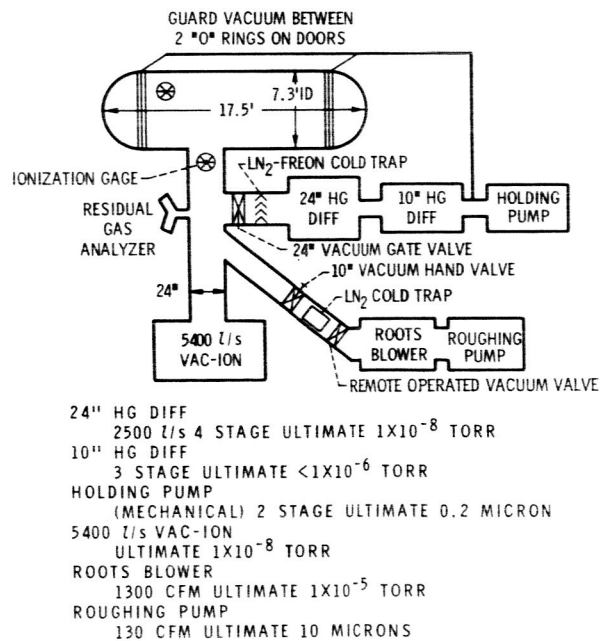 GUARD VACUUM BETWEEN
2 "O" RINGS ON DOORS
7.3'ID
17.5'
LN2-FREON COLD TRAP
IONIZATION GAGE
RESIDUAL
GAS
ANALYZER
24" HG
DIFF
10" HG
DIFF
HOLDING
PUMP
24" VACUUM GATE VALVE
10" VACUUM HAND VALVE
LN2 COLD TRAP
24"
5400 l/s
VAC-ION
ROOTS
BLOWER
ROUGHING
PUMP
REMOTE OPERATED VACUUM VALVE
24" HG DIFF
2500 l/s 4 STAGE ULTIMATE 1X10⁻⁸ TORR
10" HG DIFF
3 STAGE ULTIMATE <1X10⁻⁶ TORR
HOLDING PUMP
(MECHANICAL) 2 STAGE ULTIMATE 0.2 MICRON
5400 l/s VAC-ION
ULTIMATE 1X10⁻⁸ TORR
ROOTS BLOWER
1300 CFM ULTIMATE 1X10⁻⁵ TORR
ROUGHING PUMP
130 CFM ULTIMATE 10 MICRONS